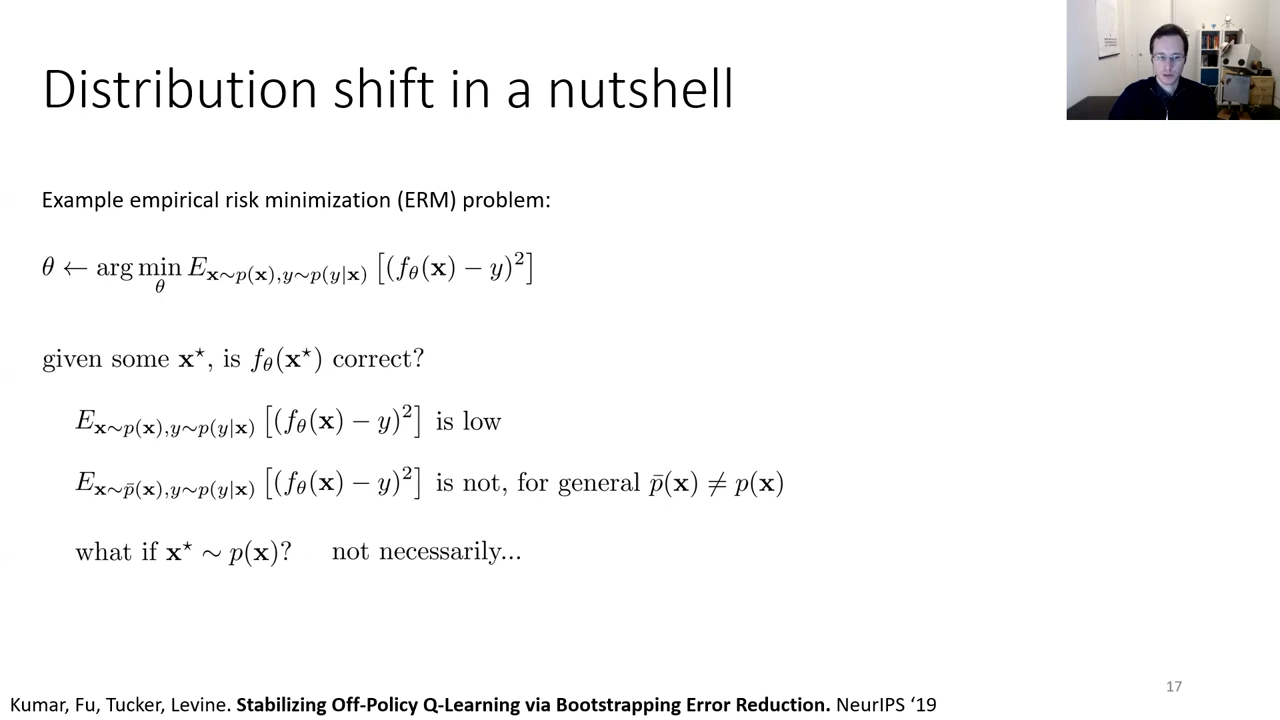 Distribution shift in a nutshell
Example empirical risk minimization (ERM) problem:
θ ← arg min_θ E_{x∼p(x),y∼p(y|x)} [(f_θ(x) − y)²]
given some x⋆, is f_θ(x⋆) correct?
E_{x∼p(x),y∼p(y|x)} [(f_θ(x) − y)²] is low
E_{x∼p̄(x),y∼p(y|x)} [(f_θ(x) − y)²] is not, for general p̄(x) ≠ p(x)
what if x⋆ ∼ p(x)? not necessarily...
17
Kumar, Fu, Tucker, Levine. Stabilizing Off-Policy Q-Learning via Bootstrapping Error Reduction. NeurIPS ‘19